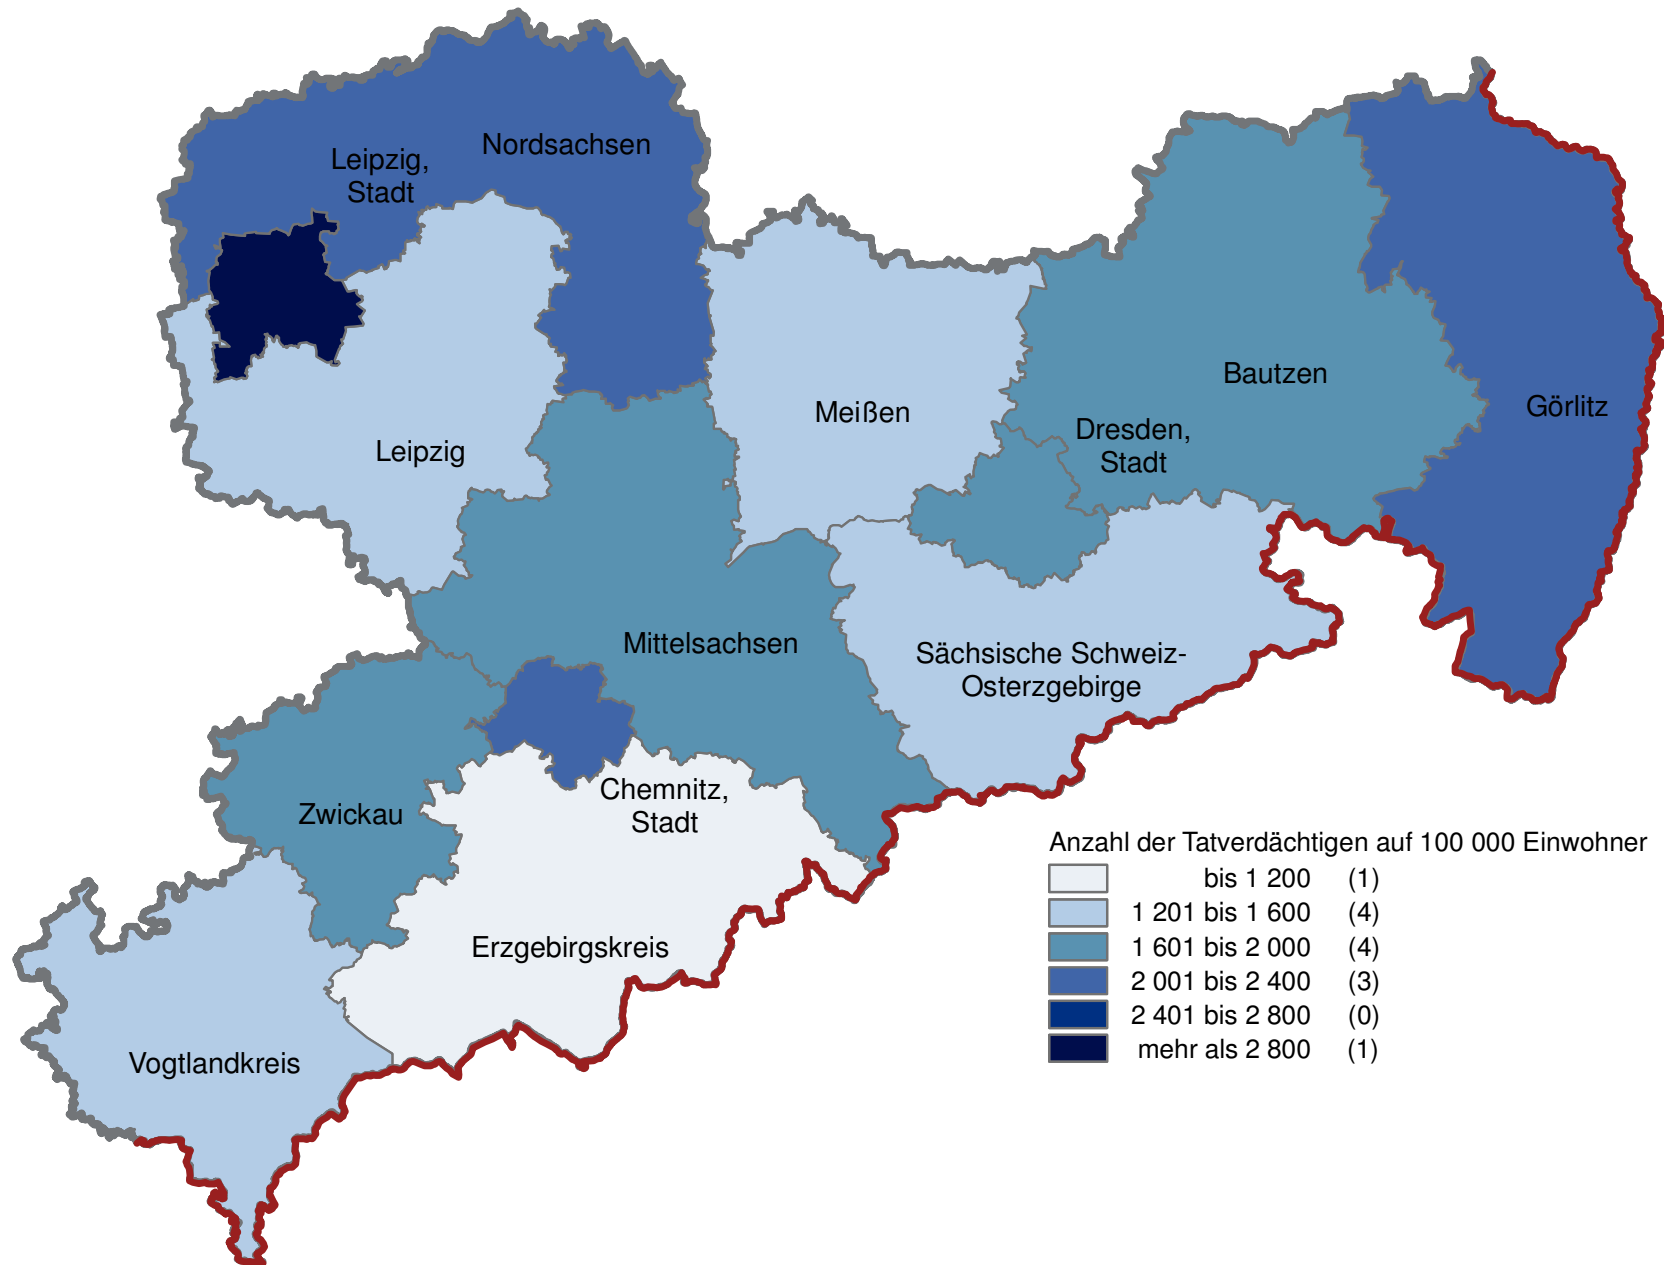 Nordsachsen
Leipzig,
Stadt
Bautzen
Görlitz
Meißen
Dresden,
Stadt
Leipzig
Mittelsachsen
Sächsische Schweiz-
Osterzgebirge
Chemnitz,
Stadt
Zwickau
Erzgebirgskreis
Vogtlandkreis
Anzahl der Tatverdächtigen auf 100 000 Einwohner
bis 1 200 (1)
1 201 bis 1 600 (4)
1 601 bis 2 000 (4)
2 001 bis 2 400 (3)
2 401 bis 2 800 (0)
mehr als 2 800 (1)